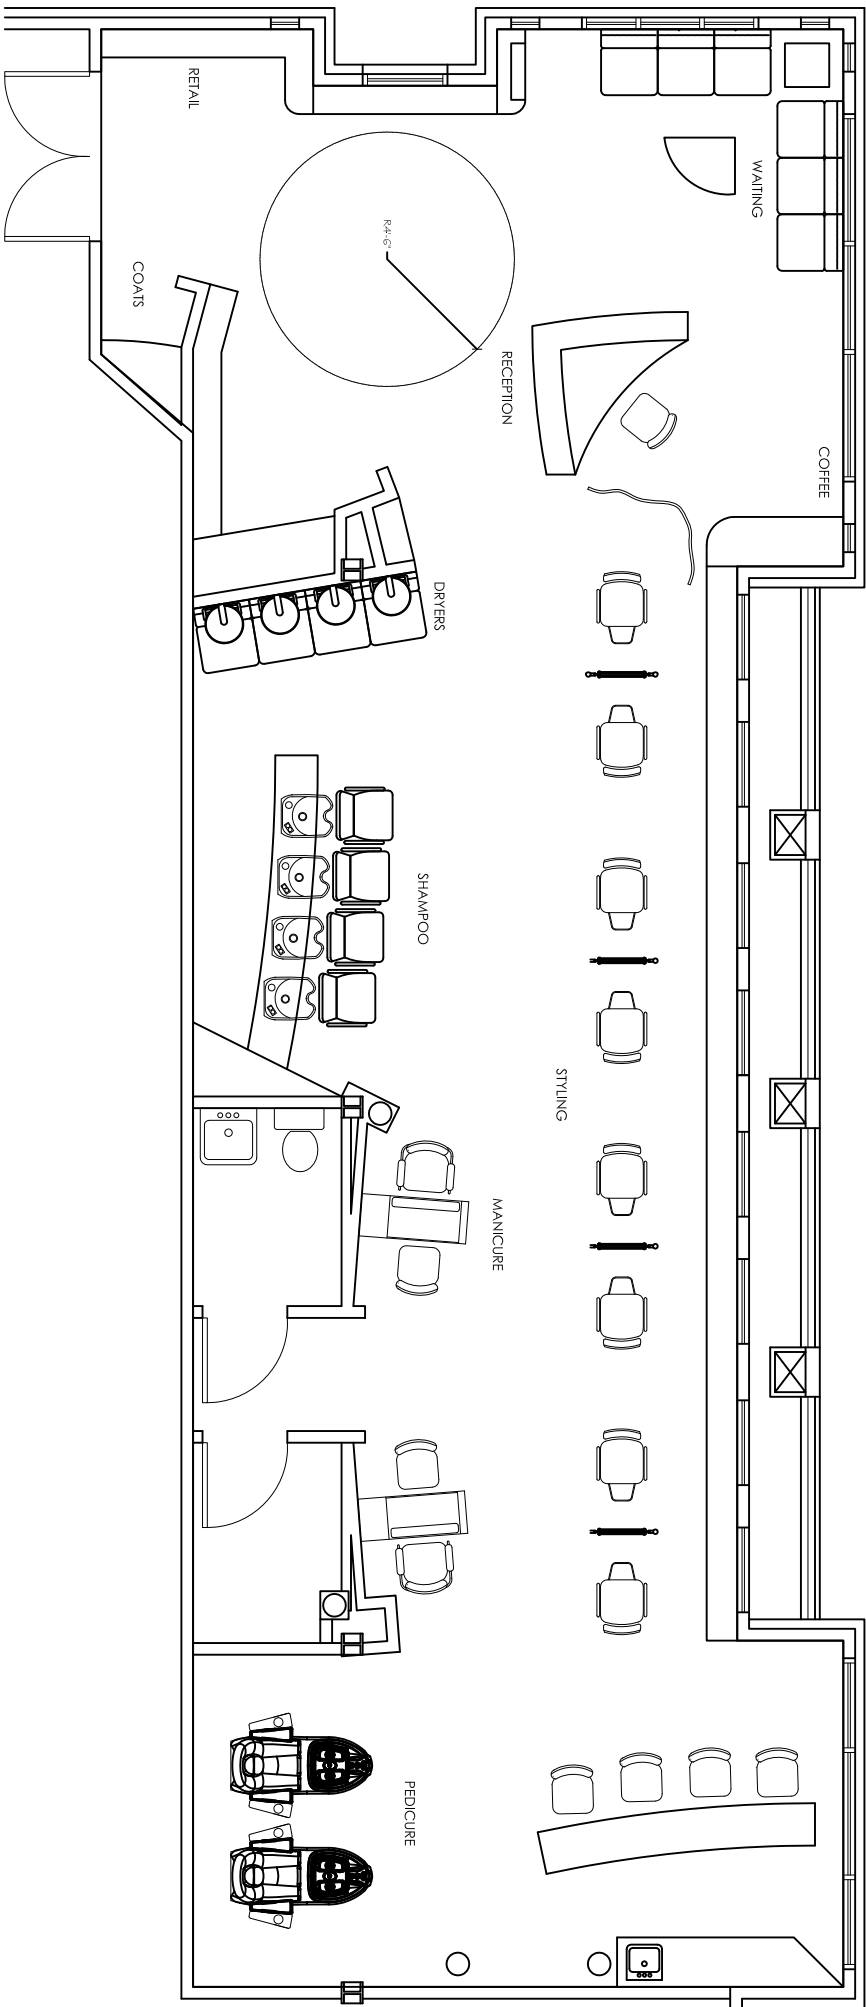 RETAIL
WAITING
R4'-6"
COATS
RECEPTION
COFFEE
DRYERS
SHAMPOO
STYLING
MANICURE
PEDICURE